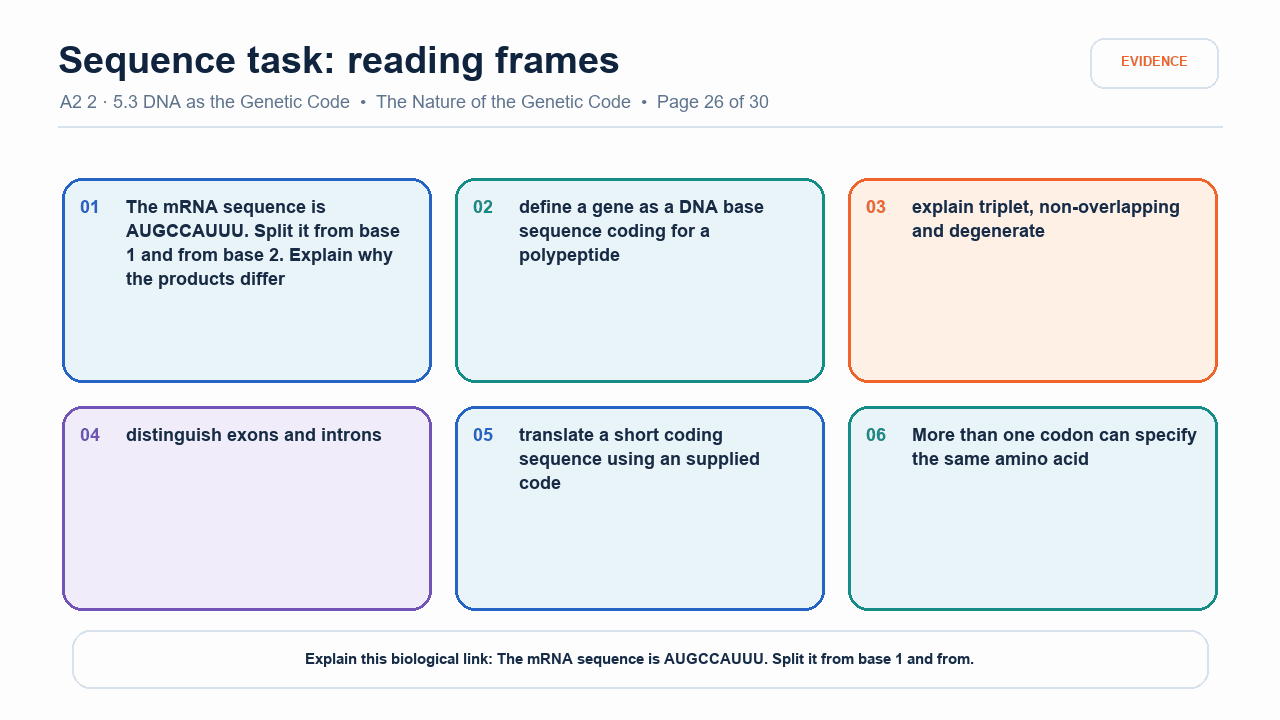 Sequence task: reading frames
EVIDENCE
A2 2 · 5.3 DNA as the Genetic Code • The Nature of the Genetic Code • Page 26 of 30
01
The mRNA sequence is
AUGCCAUUU. Split it from base
1 and from base 2. Explain why
the products differ
02
define a gene as a DNA base
sequence coding for a
polypeptide
03
explain triplet, non-overlapping
and degenerate
04
distinguish exons and introns
05
translate a short coding
sequence using an supplied
code
06
More than one codon can specify
the same amino acid
Explain this biological link: The mRNA sequence is AUGCCAUUU. Split it from base 1 and from.